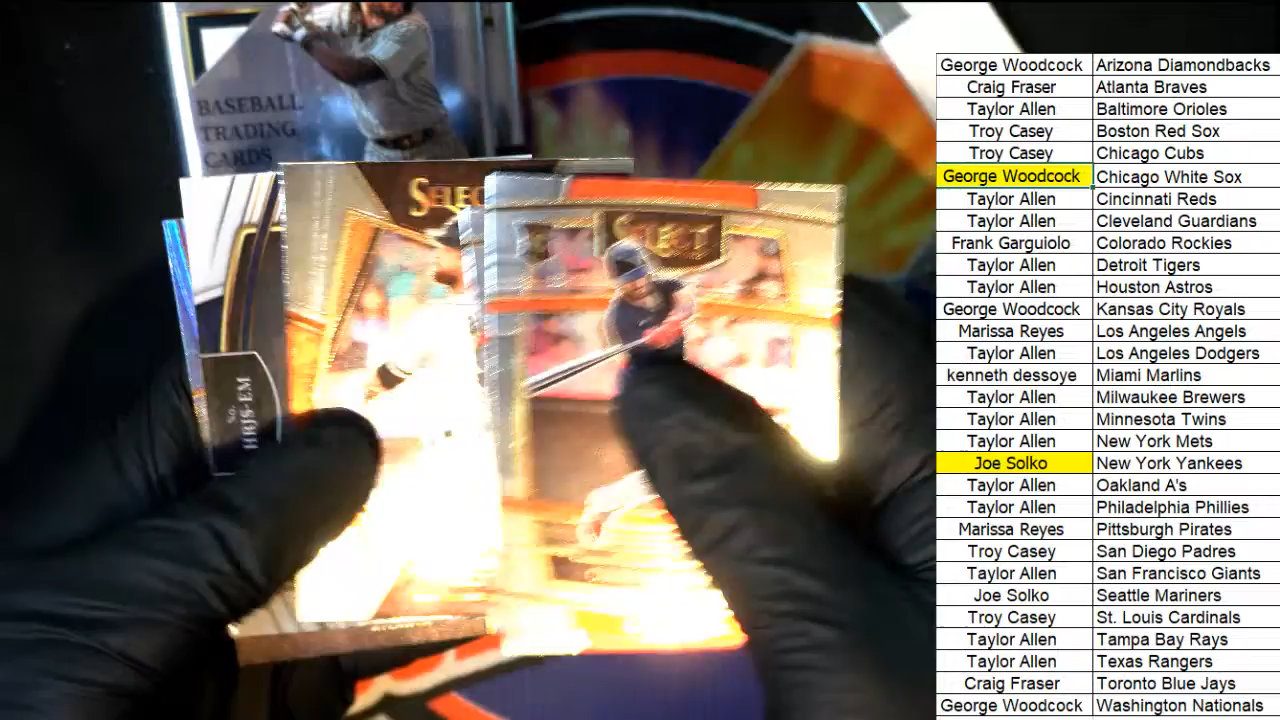 BASEBALL
TRADING
CARDS
SELECT
SELECT
HRJS-EM
George Woodcock Arizona Diamondbacks
Craig Fraser Atlanta Braves
Taylor Allen Baltimore Orioles
Troy Casey Boston Red Sox
Troy Casey Chicago Cubs
George Woodcock Chicago White Sox
Taylor Allen Cincinnati Reds
Taylor Allen Cleveland Guardians
Frank Garguiolo Colorado Rockies
Taylor Allen Detroit Tigers
Taylor Allen Houston Astros
George Woodcock Kansas City Royals
Marissa Reyes Los Angeles Angels
Taylor Allen Los Angeles Dodgers
kenneth dessoye Miami Marlins
Taylor Allen Milwaukee Brewers
Taylor Allen Minnesota Twins
Taylor Allen New York Mets
Joe Solko New York Yankees
Taylor Allen Oakland A's
Taylor Allen Philadelphia Phillies
Marissa Reyes Pittsburgh Pirates
Troy Casey San Diego Padres
Taylor Allen San Francisco Giants
Joe Solko Seattle Mariners
Troy Casey St. Louis Cardinals
Taylor Allen Tampa Bay Rays
Taylor Allen Texas Rangers
Craig Fraser Toronto Blue Jays
George Woodcock Washington Nationals